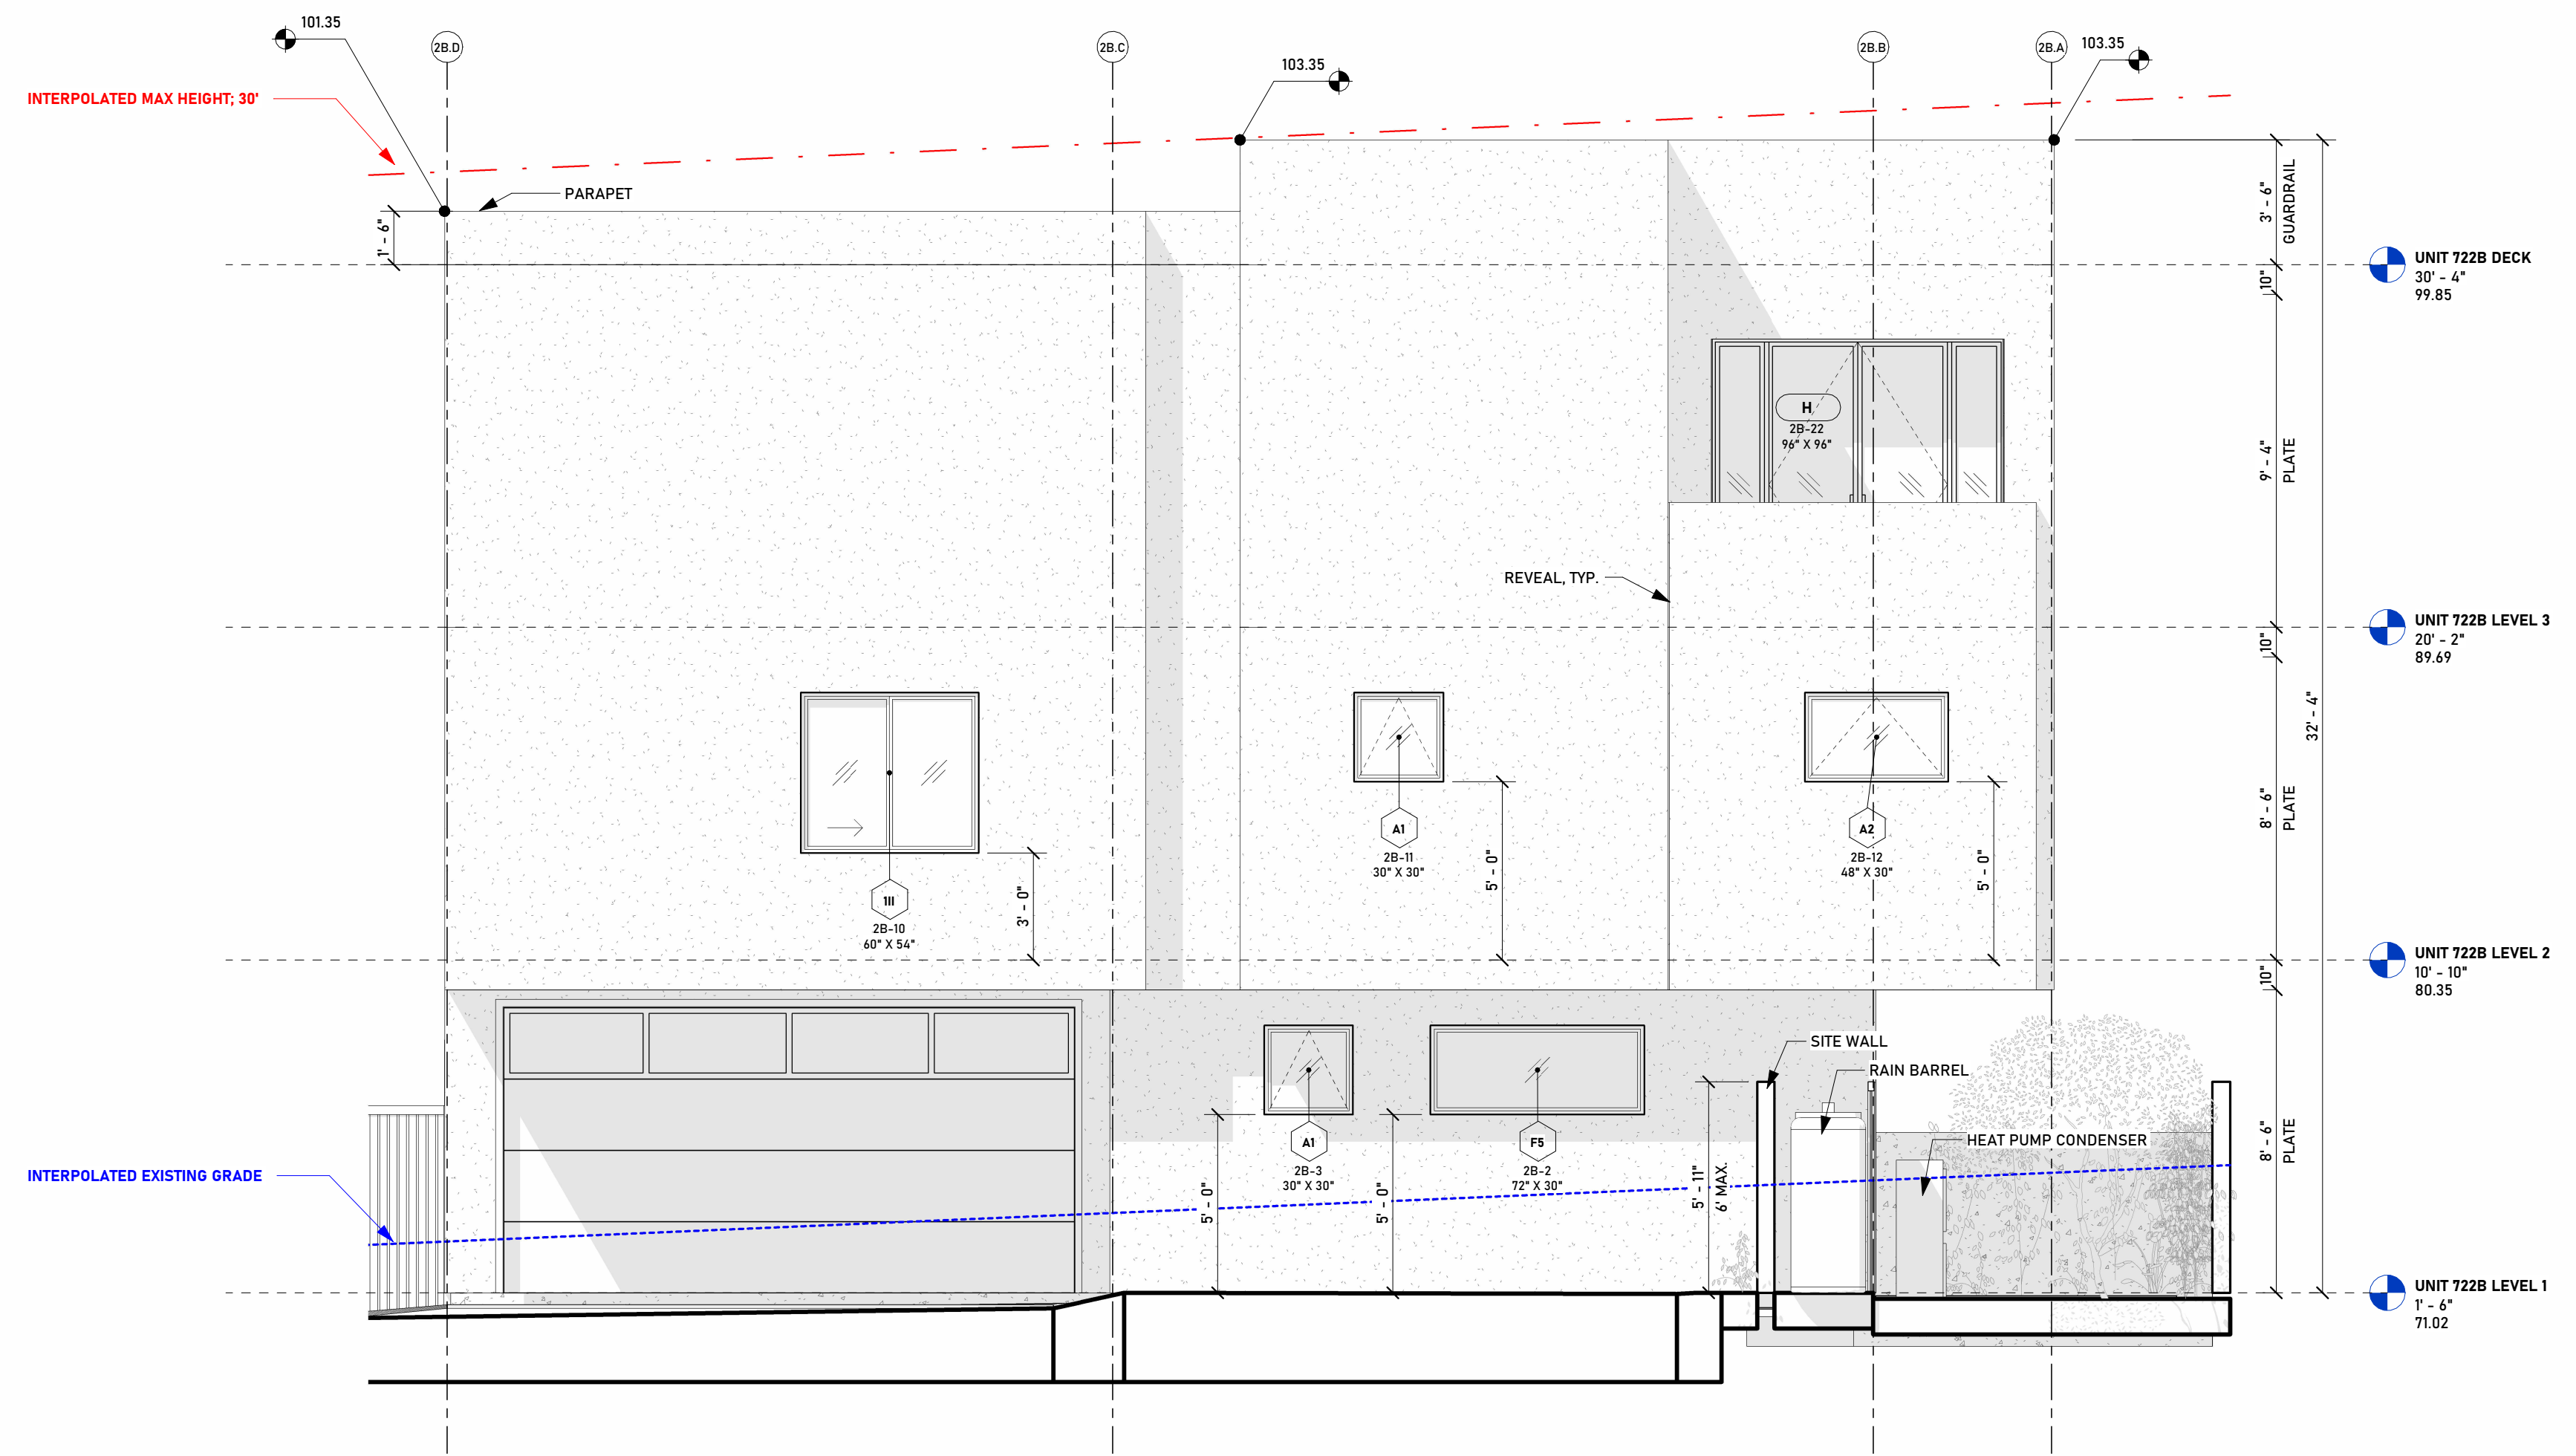 101.35
2B.D
2B.C
2B.B
2B.A
103.35
103.35
INTERPOLATED MAX HEIGHT; 30'
PARAPET
1' - 6"
3' - 6"
GUARDRAIL
UNIT 722B DECK
30' - 4"
99.85
10"
H
2B-22
96" X 96"
9' - 4"
PLATE
REVEAL, TYP.
UNIT 722B LEVEL 3
20' - 2"
89.69
10"
32' - 4"
A1
2B-11
30" X 30"
5' - 0"
A2
2B-12
48" X 30"
5' - 0"
8' - 6"
PLATE
1II
2B-10
60" X 54"
3' - 0"
UNIT 722B LEVEL 2
10' - 10"
80.35
10"
SITE WALL
RAIN BARREL
HEAT PUMP CONDENSER
A1
2B-3
30" X 30"
F5
2B-2
72" X 30"
5' - 0"
5' - 0"
5' - 11"
6' MAX.
8' - 6"
PLATE
INTERPOLATED EXISTING GRADE
UNIT 722B LEVEL 1
1' - 6"
71.02